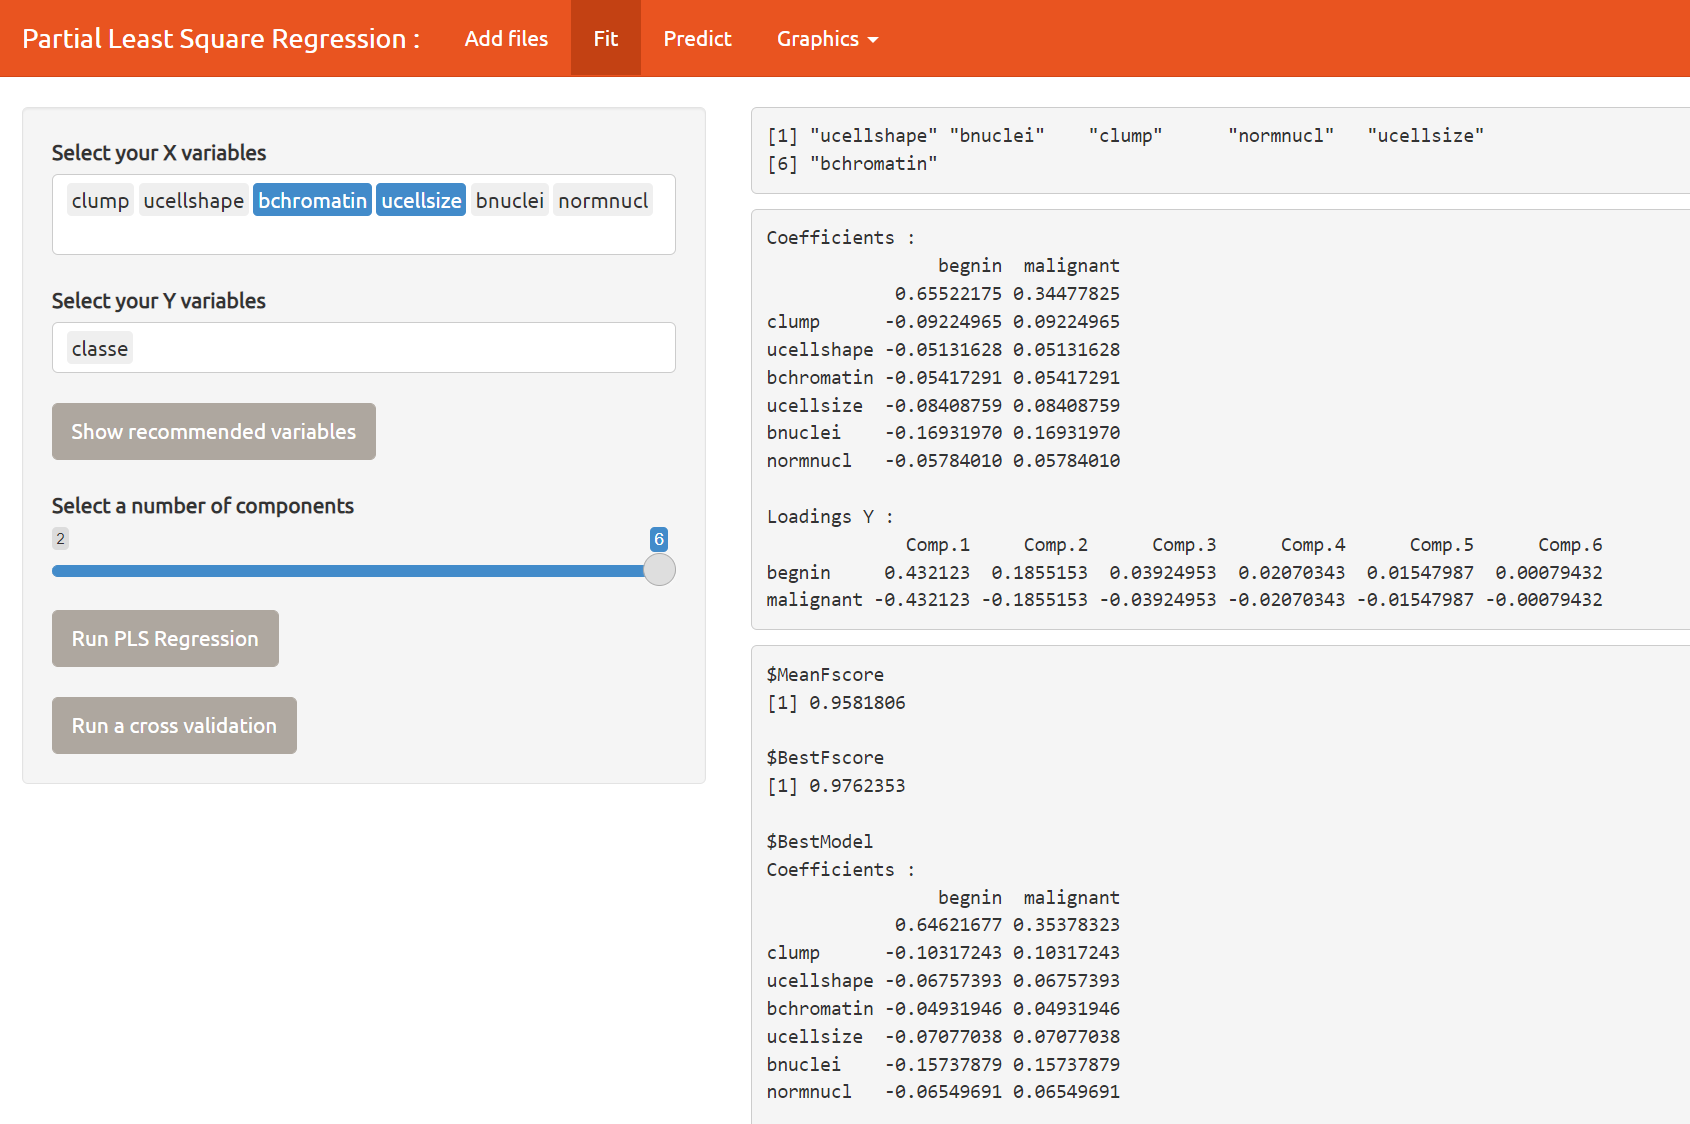 Partial Least Square Regression : Add files Fit Predict Graphics
Select your X variables
clump ucellshape bchromatin ucellsize bnuclei normnucl
Select your Y variables
classe
Show recommended variables
Select a number of components
2 6
Run PLS Regression
Run a cross validation
[1] "ucellshape" "bnuclei" "clump" "normnucl" "ucellsize"
[6] "bchromatin"
Coefficients :
begnin malignant
0.65522175 0.34477825
clump -0.09224965 0.09224965
ucellshape -0.05131628 0.05131628
bchromatin -0.05417291 0.05417291
ucellsize -0.08408759 0.08408759
bnuclei -0.16931970 0.16931970
normnucl -0.05784010 0.05784010
Loadings Y :
Comp.1 Comp.2 Comp.3 Comp.4 Comp.5 Comp.6
begnin 0.432123 0.1855153 0.03924953 0.02070343 0.01547987 0.00079432
malignant -0.432123 -0.1855153 -0.03924953 -0.02070343 -0.01547987 -0.00079432
$MeanFscore
[1] 0.9581806
$BestFscore
[1] 0.9762353
$BestModel
Coefficients :
begnin malignant
0.64621677 0.35378323
clump -0.10317243 0.10317243
ucellshape -0.06757393 0.06757393
bchromatin -0.04931946 0.04931946
ucellsize -0.07077038 0.07077038
bnuclei -0.15737879 0.15737879
normnucl -0.06549691 0.06549691